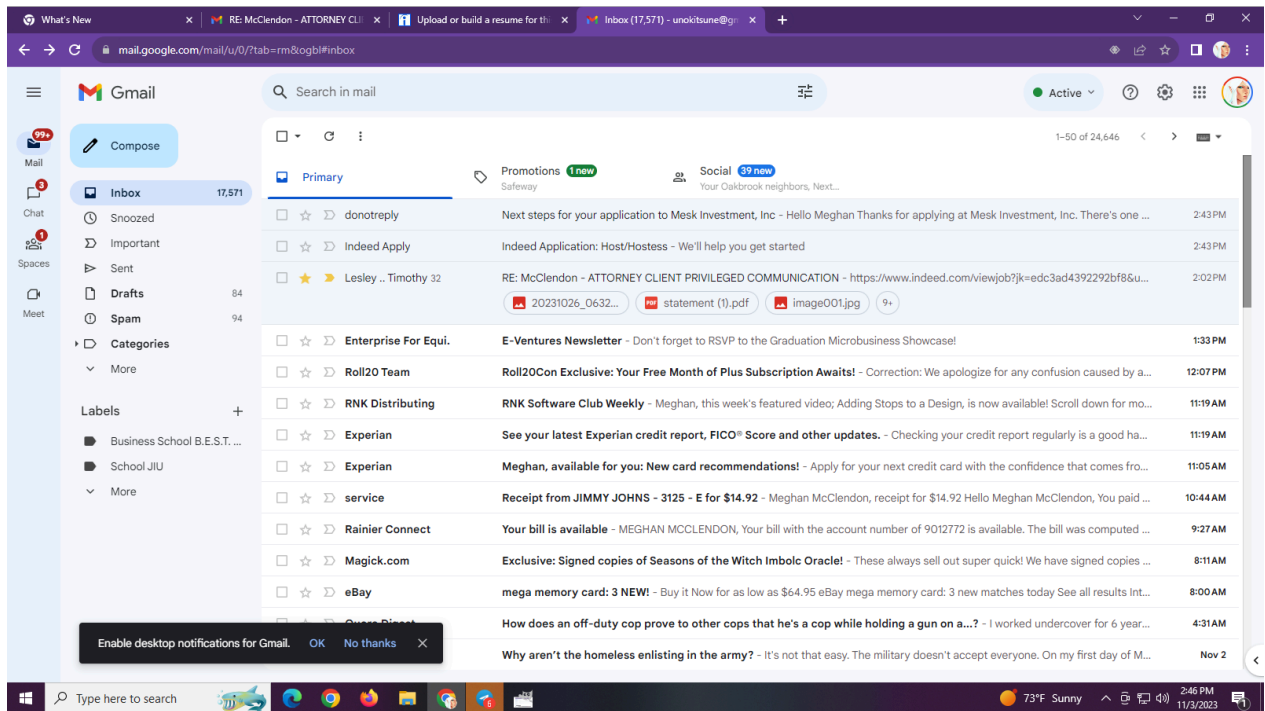 What's New
RE: McClendon - ATTORNEY CLI
Upload or build a resume for thi
Inbox (17,571) - unokitsune@gm
mail.google.com/mail/u/0/?tab=rm&ogbl#inbox
Gmail
Search in mail
Active
99+
Mail
3
Chat
1
Spaces
Meet
Compose
Inbox 17,571
Snoozed
Important
Sent
Drafts 84
Spam 94
Categories
More
Labels +
Business School B.E.S.T. ...
School JIU
More
1–50 of 24,646
Primary
Promotions 1 new
Safeway
Social 39 new
Your Oakbrook neighbors, Next...
donotreply Next steps for your application to Mesk Investment, Inc - Hello Meghan Thanks for applying at Mesk Investment, Inc. There's one ... 2:43 PM
Indeed Apply Indeed Application: Host/Hostess - We'll help you get started 2:43 PM
Lesley .. Timothy 32 RE: McClendon - ATTORNEY CLIENT PRIVILEGED COMMUNICATION - https://www.indeed.com/viewjob?jk=edc3ad4392292bf8&u... 2:02 PM
20231026_0632... PDF statement (1).pdf image001.jpg 9+
Enterprise For Equi. E-Ventures Newsletter - Don't forget to RSVP to the Graduation Microbusiness Showcase! 1:33 PM
Roll20 Team Roll20Con Exclusive: Your Free Month of Plus Subscription Awaits! - Correction: We apologize for any confusion caused by a... 12:07 PM
RNK Distributing RNK Software Club Weekly - Meghan, this week's featured video; Adding Stops to a Design, is now available! Scroll down for mo... 11:19 AM
Experian See your latest Experian credit report, FICO® Score and other updates. - Checking your credit report regularly is a good ha... 11:19 AM
Experian Meghan, available for you: New card recommendations! - Apply for your next credit card with the confidence that comes fro... 11:05 AM
service Receipt from JIMMY JOHNS - 3125 - E for $14.92 - Meghan McClendon, receipt for $14.92 Hello Meghan McClendon, You paid ... 10:44 AM
Rainier Connect Your bill is available - MEGHAN MCCLENDON, Your bill with the account number of 9012772 is available. The bill was computed ... 9:27 AM
Magick.com Exclusive: Signed copies of Seasons of the Witch Imbolc Oracle! - These always sell out super quick! We have signed copies ... 8:11 AM
eBay mega memory card: 3 NEW! - Buy it Now for as low as $64.95 eBay mega memory card: 3 new matches today See all results Int... 8:00 AM
Quora Digest How does an off-duty cop prove to other cops that he's a cop while holding a gun on a...? - I worked undercover for 6 year... 4:31 AM
Why aren't the homeless enlisting in the army? - It's not that easy. The military doesn't accept everyone. On my first day of M... Nov 2
Enable desktop notifications for Gmail. OK No thanks
Type here to search
73°F Sunny
2:46 PM
11/3/2023